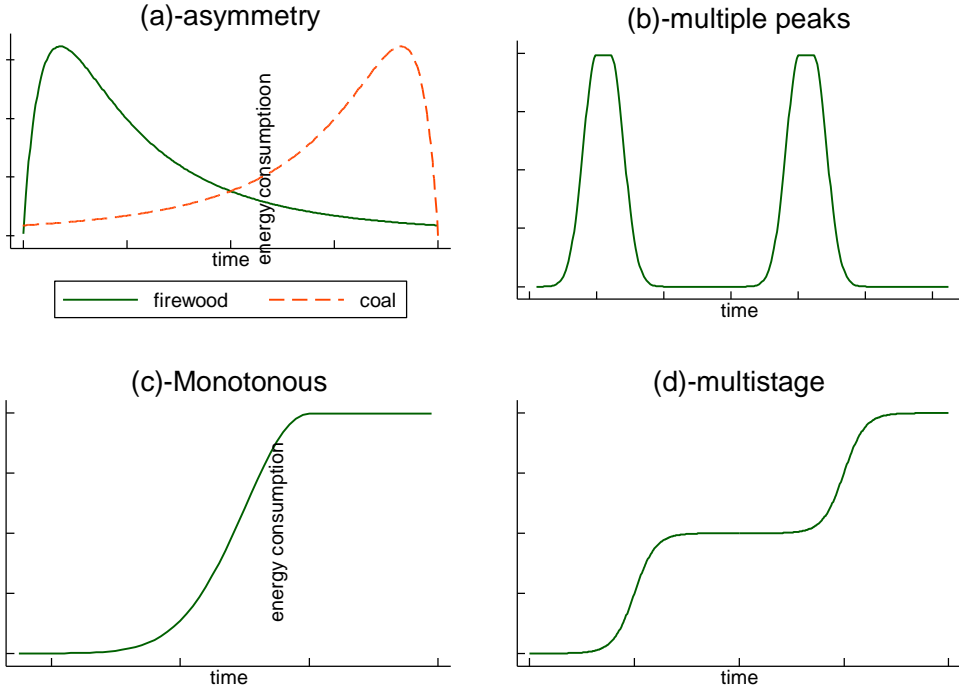 (a)-asymmetry
energy consumptioon
time
firewood
coal
(b)-multiple peaks
time
(c)-Monotonous
energy consumption
time
(d)-multistage
time